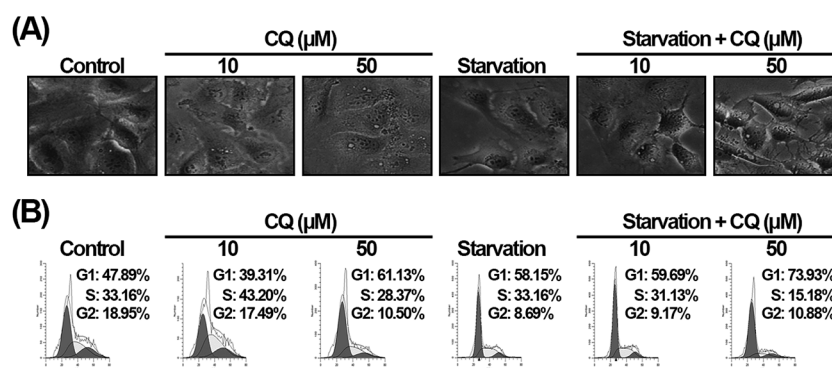 (A)
CQ (µM)
Starvation + CQ (µM)
Control
10
50
Starvation
10
50
(B)
CQ (µM)
Starvation + CQ (µM)
Control
10
50
Starvation
10
50
G1: 47.89%
S: 33.16%
G2: 18.95%
G1: 39.31%
S: 43.20%
G2: 17.49%
G1: 61.13%
S: 28.37%
G2: 10.50%
G1: 58.15%
S: 33.16%
G2: 8.69%
G1: 59.69%
S: 31.13%
G2: 9.17%
G1: 73.93%
S: 15.18%
G2: 10.88%